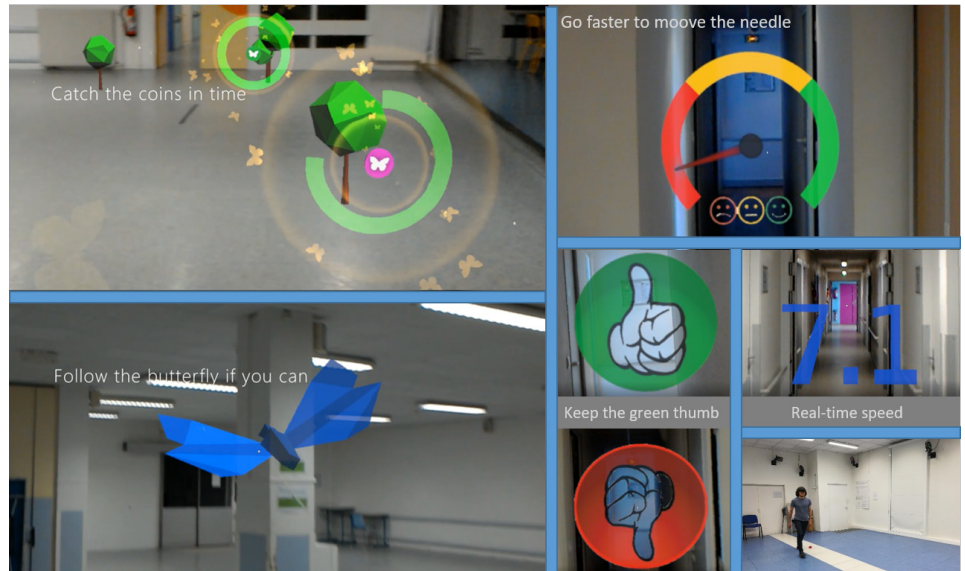 Catch the coins in time
Go faster to moove the needle
Follow the butterfly if you can
Keep the green thumb
7.1
Real-time speed